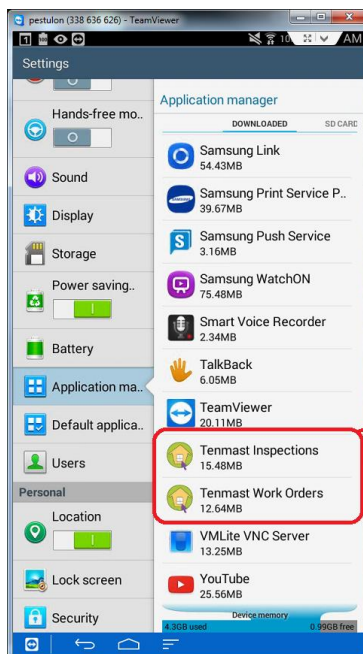 pestulon (338 636 626) - TeamViewer
AM
Settings
Application manager
DOWNLOADED
SD CARD
Hands-free mo..
Sound
Display
Storage
Power saving..
Battery
Application ma..
Default applica..
Users
Personal
Location
Lock screen
Security
Samsung Link
54.43MB
Samsung Print Service P..
39.67MB
Samsung Push Service
3.16MB
Samsung WatchON
75.48MB
Smart Voice Recorder
2.34MB
TalkBack
6.05MB
TeamViewer
20.11MB
Tenmast Inspections
15.48MB
Tenmast Work Orders
12.64MB
VMLite VNC Server
13.25MB
YouTube
25.56MB
Device memory
4.3GB used
0.99GB free